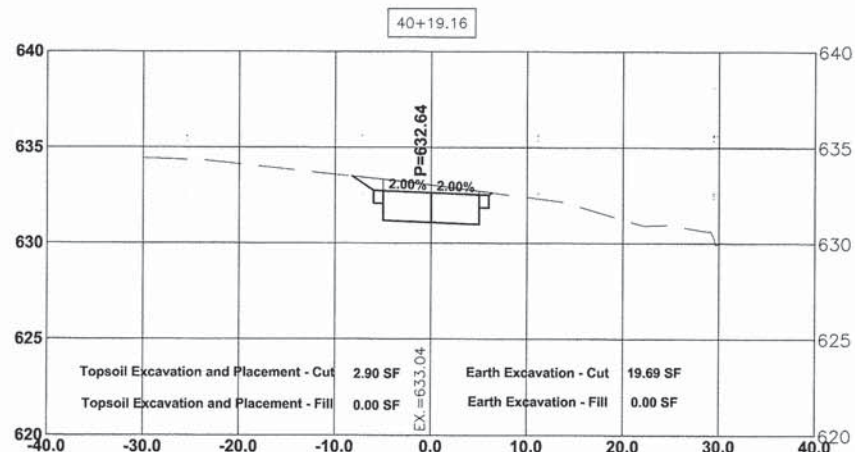 40+19.16
640 640
635 P=632.64 635
2.00% 2.00%
630 630
625 625
Topsoil Excavation and Placement - Cut 2.90 SF EX.=633.04 Earth Excavation - Cut 19.69 SF
Topsoil Excavation and Placement - Fill 0.00 SF Earth Excavation - Fill 0.00 SF
620 620
-40.0 -30.0 -20.0 -10.0 0.0 10.0 20.0 30.0 40.0